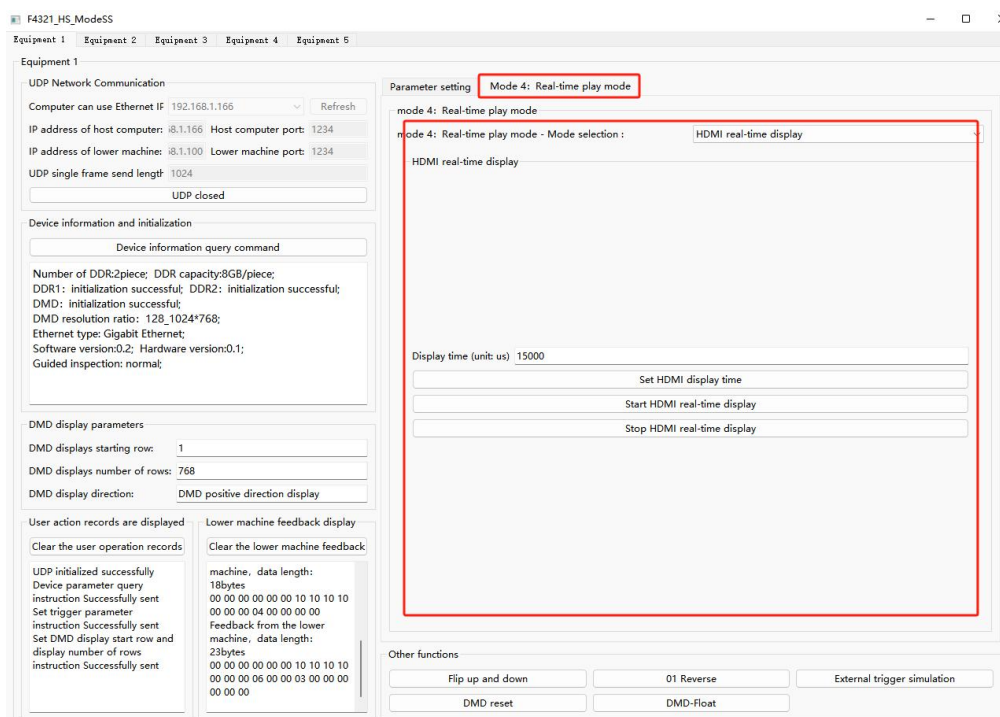 F4321_HS_ModeSS
Equipment 1 Equipment 2 Equipment 3 Equipment 4 Equipment 5
Equipment 1
UDP Network Communication
Computer can use Ethernet IF 192.168.1.166 Refresh
IP address of host computer: i8.1.166 Host computer port: 1234
IP address of lower machine: i8.1.100 Lower machine port: 1234
UDP single frame send length 1024
UDP closed
Device information and initialization
Device information query command
Number of DDR:2piece; DDR capacity:8GB/piece;
DDR1: initialization successful; DDR2: initialization successful;
DMD: initialization successful;
DMD resolution ratio: 128_1024*768;
Ethernet type: Gigabit Ethernet;
Software version:0.2; Hardware version:0.1;
Guided inspection: normal;
DMD display parameters
DMD displays starting row: 1
DMD displays number of rows: 768
DMD display direction: DMD positive direction display
User action records are displayed
Clear the user operation records
UDP initialized successfully
Device parameter query
instruction Successfully sent
Set trigger parameter
instruction Successfully sent
Set DMD display start row and
display number of rows
instruction Successfully sent
Lower machine feedback display
Clear the lower machine feedback
machine, data length:
18bytes
00 00 00 00 00 00 10 10 10 10
00 00 00 04 00 00 00 00
Feedback from the lower
machine, data length:
23bytes
00 00 00 00 00 00 10 10 10 10
00 00 00 06 00 00 03 00 00 00
00 00 00
Parameter setting Mode 4: Real-time play mode
mode 4: Real-time play mode
mode 4: Real-time play mode - Mode selection : HDMI real-time display
HDMI real-time display
Display time (unit: us) 15000
Set HDMI display time
Start HDMI real-time display
Stop HDMI real-time display
Other functions
Flip up and down 01 Reverse External trigger simulation
DMD reset DMD-Float